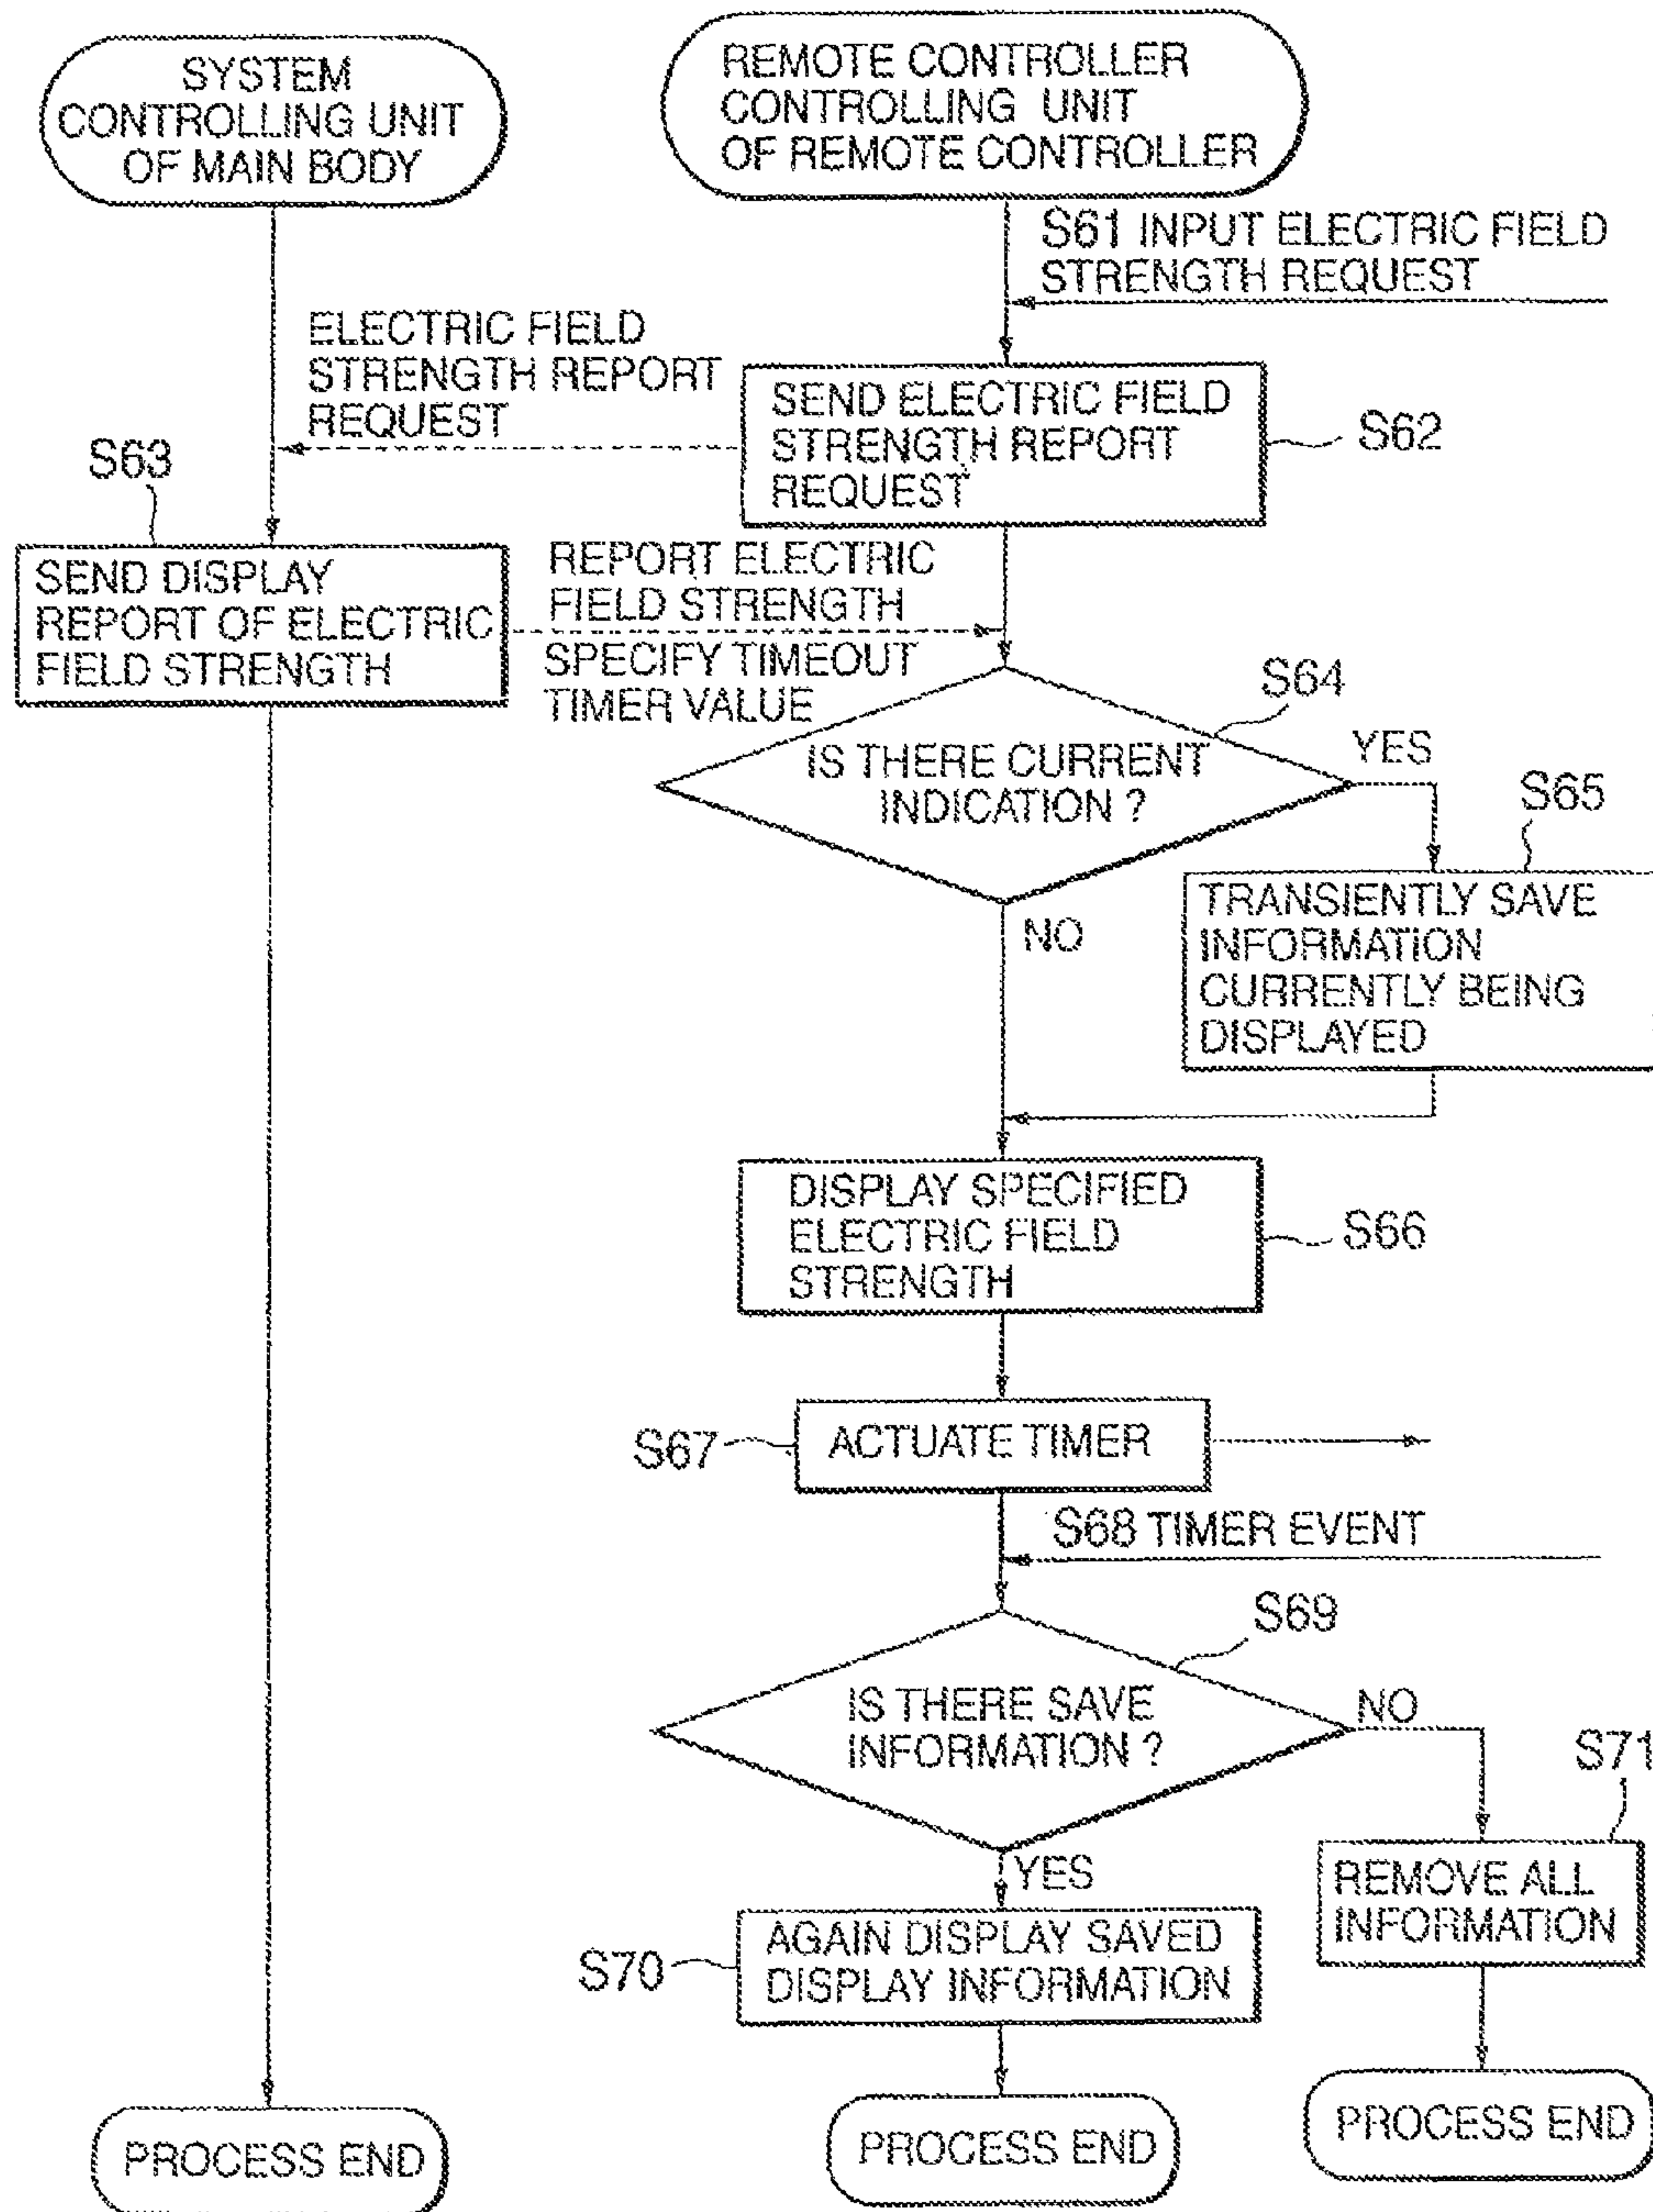 SYSTEM
CONTROLLING UNIT
OF MAIN BODY
REMOTE CONTROLLER
CONTROLLING UNIT
OF REMOTE CONTROLLER
S61 INPUT ELECTRIC FIELD
STRENGTH REQUEST
ELECTRIC FIELD
STRENGTH REPORT
REQUEST
SEND ELECTRIC FIELD
STRENGTH REPORT
REQUEST
S62
S63
SEND DISPLAY
REPORT OF ELECTRIC
FIELD STRENGTH
REPORT ELECTRIC
FIELD STRENGTH
SPECIFY TIMEOUT
TIMER VALUE
S64
IS THERE CURRENT
INDICATION ?
YES
S65
NO
TRANSIENTLY SAVE
INFORMATION
CURRENTLY BEING
DISPLAYED
DISPLAY SPECIFIED
ELECTRIC FIELD
STRENGTH
S66
S67
ACTUATE TIMER
S68 TIMER EVENT
S69
IS THERE SAVE
INFORMATION ?
NO
S71
YES
REMOVE ALL
INFORMATION
S70
AGAIN DISPLAY SAVED
DISPLAY INFORMATION
PROCESS END
PROCESS END
PROCESS END